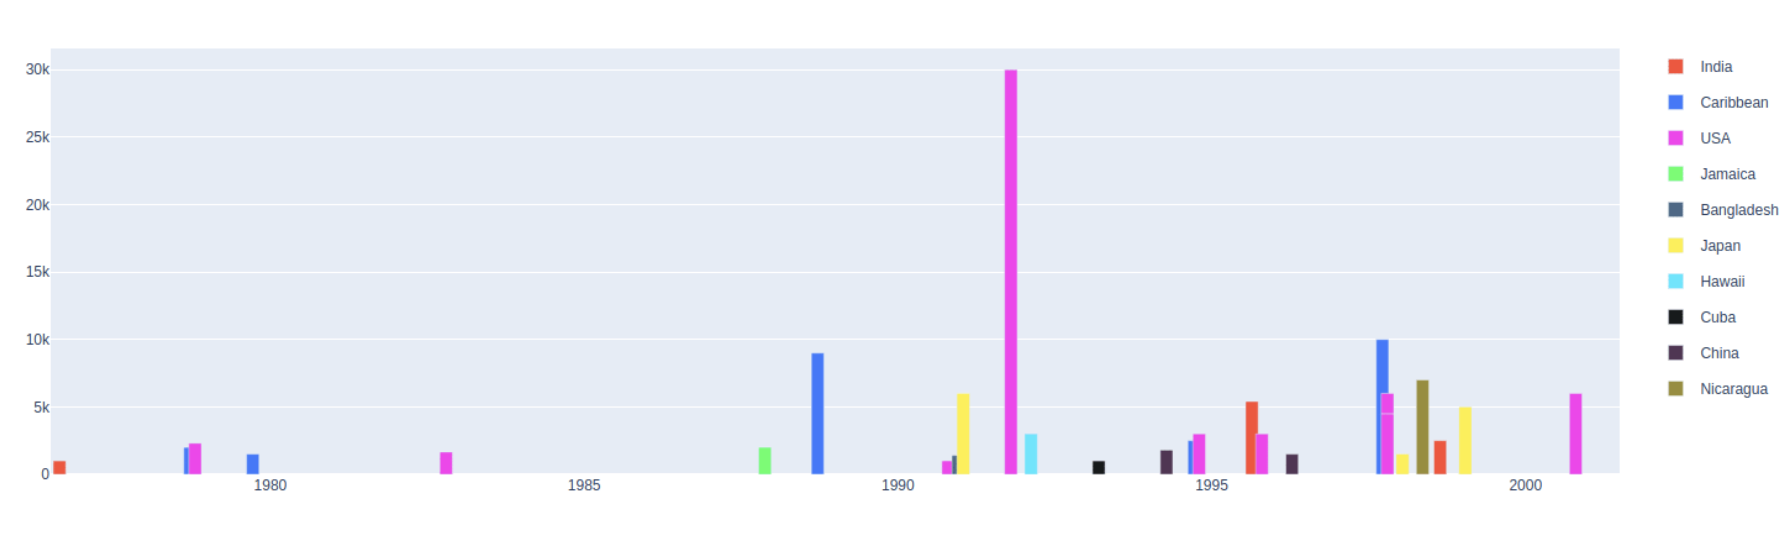 30k
25k
20k
15k
10k
5k
0
1980 1985 1990 1995 2000
India
Caribbean
USA
Jamaica
Bangladesh
Japan
Hawaii
Cuba
China
Nicaragua